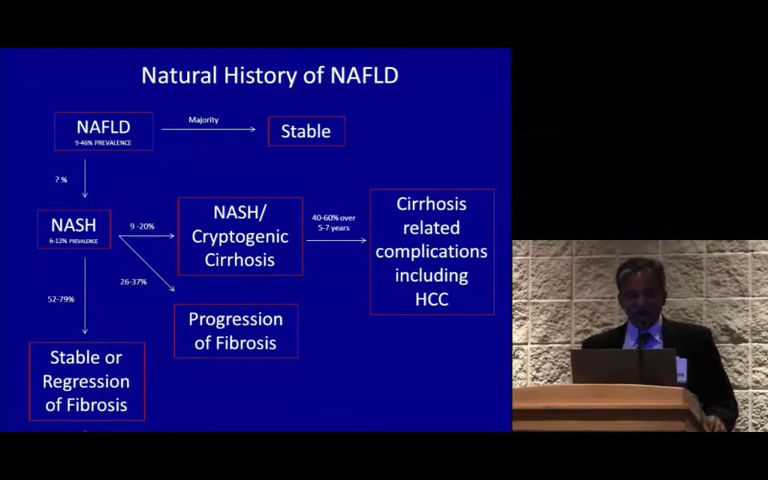 Natural History of NAFLD
NAFLD
9-46% PREVALENCE
Majority
Stable
? %
NASH
6-13% PREVALENCE
9 -20%
NASH/
Cryptogenic
Cirrhosis
40-60% over
5-7 years
Cirrhosis
related
complications
including
HCC
26-37%
52-79%
Progression
of Fibrosis
Stable or
Regression
of Fibrosis